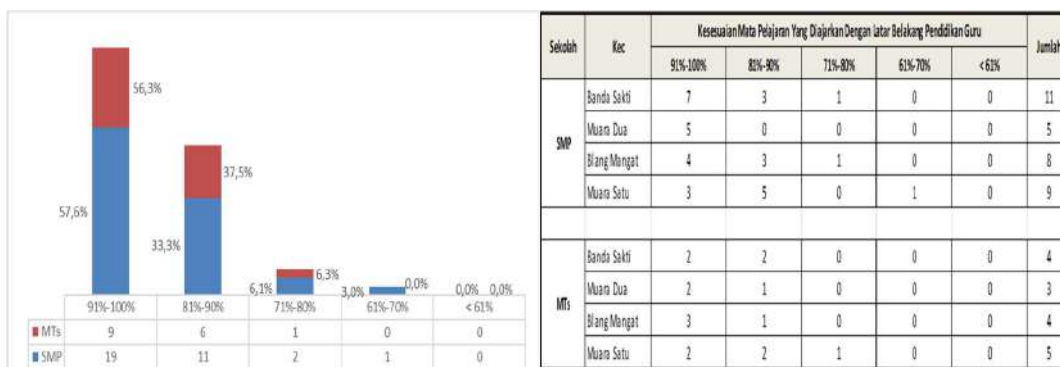 56,3%
57,6%
37,5%
33,3%
6,3%
6,1%
0,0%
3,0%
0,0% 0,0%
91%-100% 81%-90% 71%-80% 61%-70% < 61%
MTs 9 6 1 0 0
SMP 19 11 2 1 0
Sekolah Kec Kesesuaian Mata Pelajaran Yang Diajarkan Dengan Latar Belakang Pendidikan Guru Jumlah
91%-100% 81%-90% 71%-80% 61%-70% < 61%
SMP
Banda Sakti 7 3 1 0 0 11
Muara Dua 5 0 0 0 0 5
Blang Mangat 4 3 1 0 0 8
Muara Satu 3 5 0 1 0 9
MTs
Banda Sakti 2 2 0 0 0 4
Muara Dua 2 1 0 0 0 3
Blang Mangat 3 1 0 0 0 4
Muara Satu 2 2 1 0 0 5